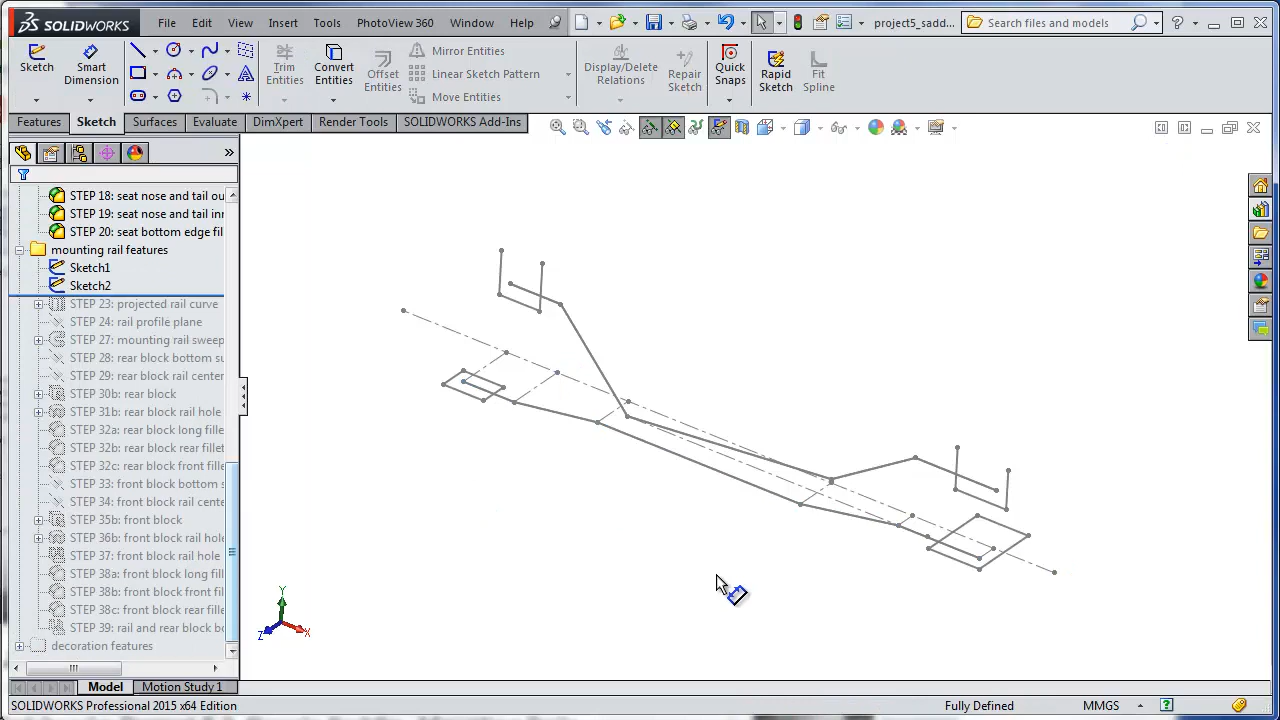 SOLIDWORKS File Edit View Insert Tools PhotoView 360 Window Help project5_sadd... Search files and models
Sketch
Smart Dimension
Trim Entities
Convert Entities
Offset Entities
Mirror Entities
Linear Sketch Pattern
Move Entities
Display/Delete Relations
Repair Sketch
Quick Snaps
Rapid Sketch
Fit Spline
Features Sketch Surfaces Evaluate DimXpert Render Tools SOLIDWORKS Add-Ins
STEP 18: seat nose and tail ou
STEP 19: seat nose and tail inr
STEP 20: seat bottom edge fil
mounting rail features
Sketch1
Sketch2
STEP 23: projected rail curve
STEP 24: rail profile plane
STEP 27: mounting rail sweep
STEP 28: rear block bottom su
STEP 29: rear block rail center
STEP 30b: rear block
STEP 31b: rear block rail hole
STEP 32a: rear block long fille
STEP 32b: rear block rear fillet
STEP 32c: rear block front fille
STEP 33: front block bottom s
STEP 34: front block rail cente
STEP 35b: front block
STEP 36b: front block rail hole
STEP 37: front block rail hole
STEP 38a: front block long fille
STEP 38b: front block front fille
STEP 38c: front block rear fille
STEP 39: rail and rear block bo
decoration features
Y
Z X
Model Motion Study 1
SOLIDWORKS Professional 2015 x64 Edition Fully Defined MMGS